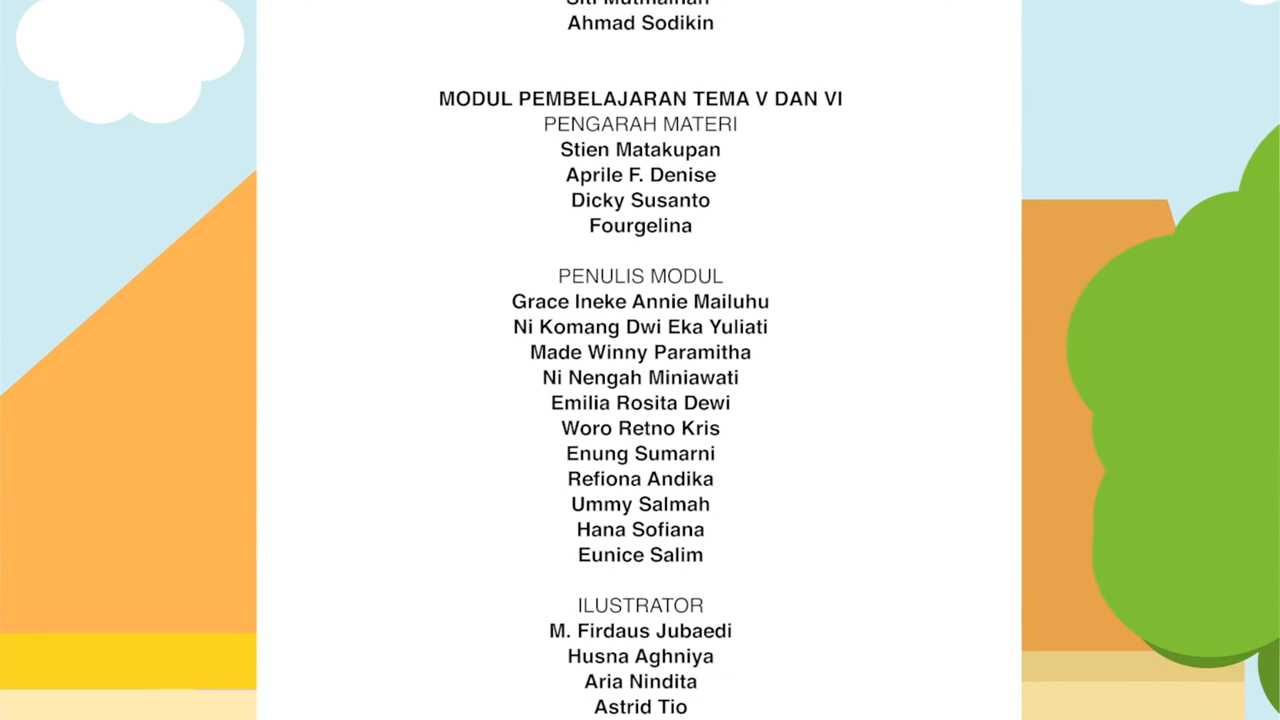 Siti Mutmainah
Ahmad Sodikin
MODUL PEMBELAJARAN TEMA V DAN VI
PENGARAH MATERI
Stien Matakupan
Aprile F. Denise
Dicky Susanto
Fourgelina
PENULIS MODUL
Grace Ineke Annie Mailuhu
Ni Komang Dwi Eka Yuliati
Made Winny Paramitha
Ni Nengah Miniawati
Emilia Rosita Dewi
Woro Retno Kris
Enung Sumarni
Refiona Andika
Ummy Salmah
Hana Sofiana
Eunice Salim
ILUSTRATOR
M. Firdaus Jubaedi
Husna Aghniya
Aria Nindita
Astrid Tio